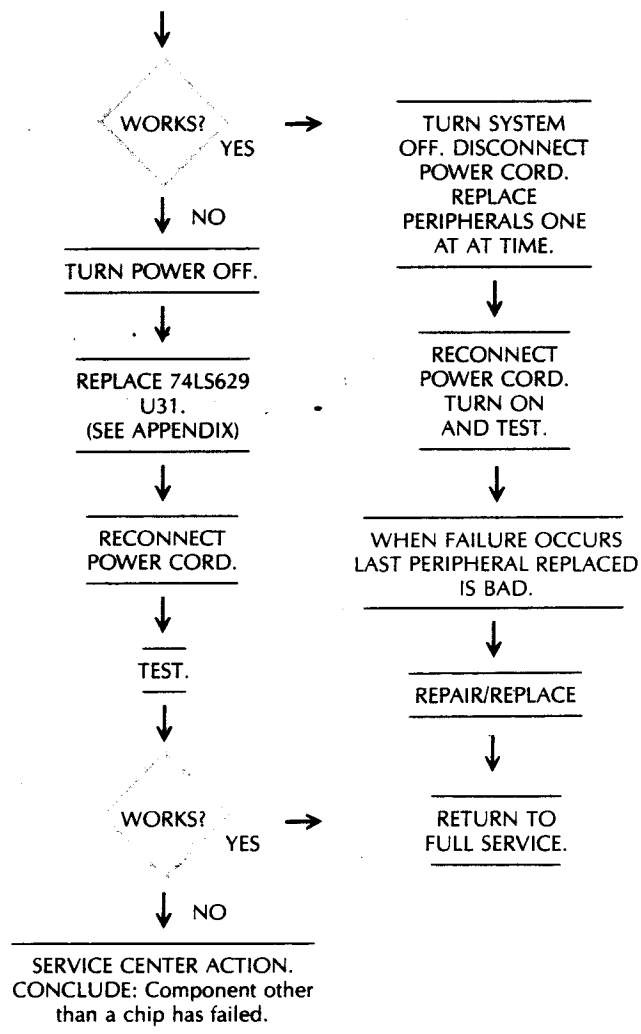 WORKS?
YES
NO
TURN POWER OFF.
REPLACE 74LS629
U31.
(SEE APPENDIX)
RECONNECT
POWER CORD.
TEST.
WORKS?
YES
NO
SERVICE CENTER ACTION.
CONCLUDE: Component other
than a chip has failed.
TURN SYSTEM
OFF. DISCONNECT
POWER CORD.
REPLACE
PERIPHERALS ONE
AT AT TIME.
RECONNECT
POWER CORD.
TURN ON
AND TEST.
WHEN FAILURE OCCURS
LAST PERIPHERAL REPLACED
IS BAD.
REPAIR/REPLACE
RETURN TO
FULL SERVICE.